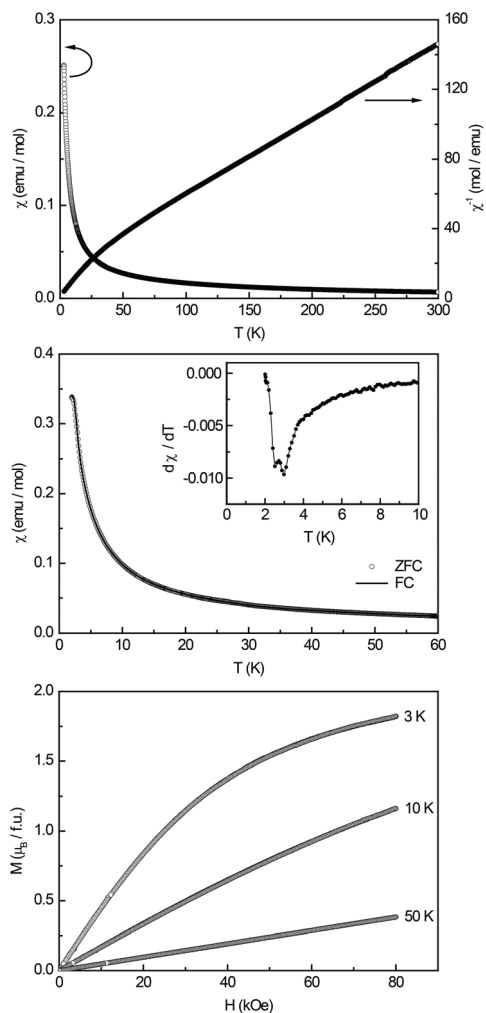 0.3
160
0.2
120
χ (emu / mol)
80
χ⁻¹ (mol / emu)
0.1
40
0.0
0
0 50 100 150 200 250 300
T (K)
0.4
0.000
0.3
-0.005
dχ / dT
χ (emu / mol)
0.2
-0.010
0 2 4 6 8 10
T (K)
0.1
ZFC
FC
0.0
0 10 20 30 40 50 60
T (K)
2.0
3 K
1.5
10 K
M (μB / f.u.)
1.0
0.5
50 K
0.0
0 20 40 60 80
H (kOe)